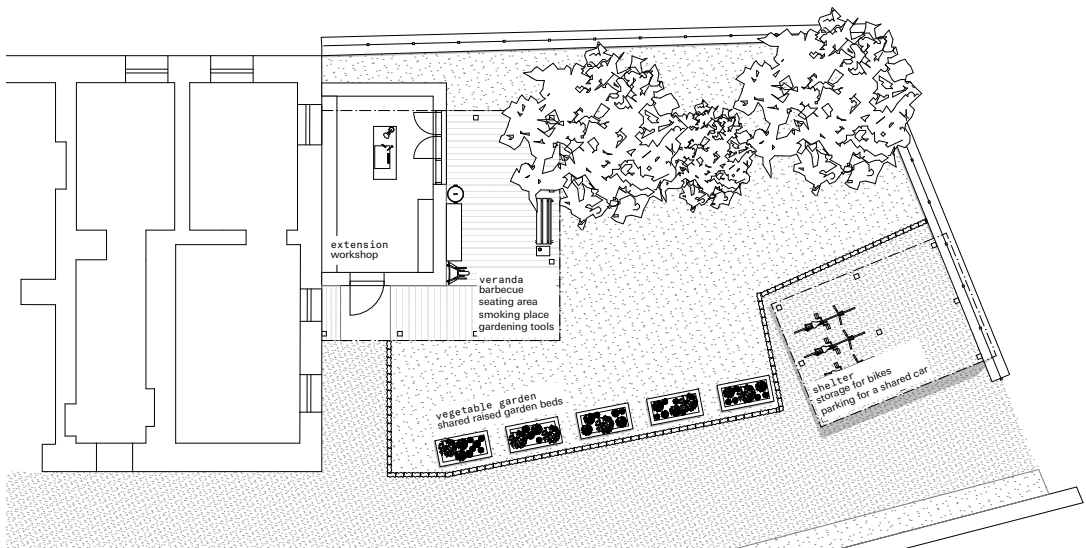 extension
workshop
veranda
barbecue
seating area
smoking place
gardening tools
vegetable garden
shared raised garden beds
shelter
storage for bikes
parking for a shared car